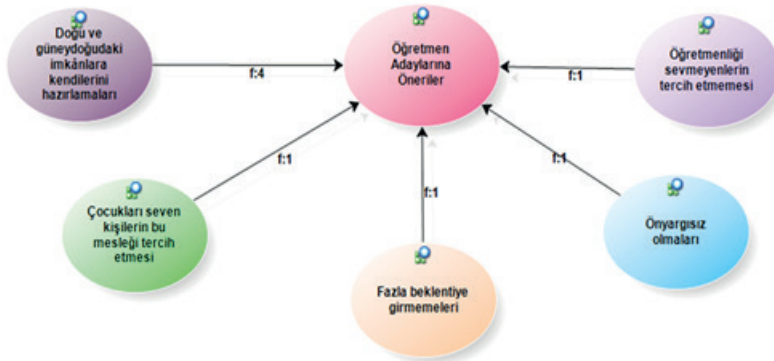 Doğu ve
güneydoğudaki
imkânlara
kendilerini
hazırlamaları
Öğretmen
Adaylarına
Öneriler
Öğretmenliği
sevmeyenlerin
tercih etmemesi
f:4
f:1
f:1
f:1
f:1
Çocukları seven
kişilerin bu
mesleği tercih
etmesi
Fazla beklentiye
girmemeleri
Önyargısız
olmaları